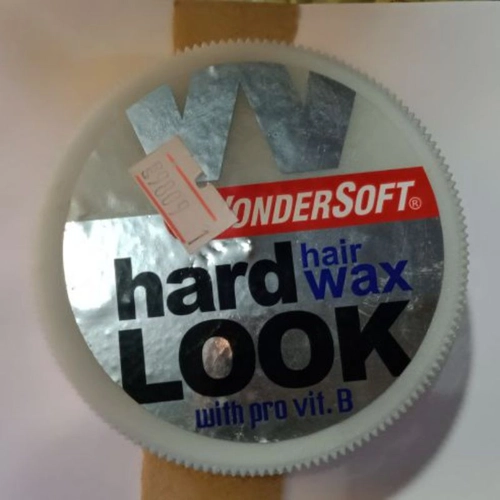 W
WONDERSOFT®
hard hair wax
LOOK
with pro vit. B